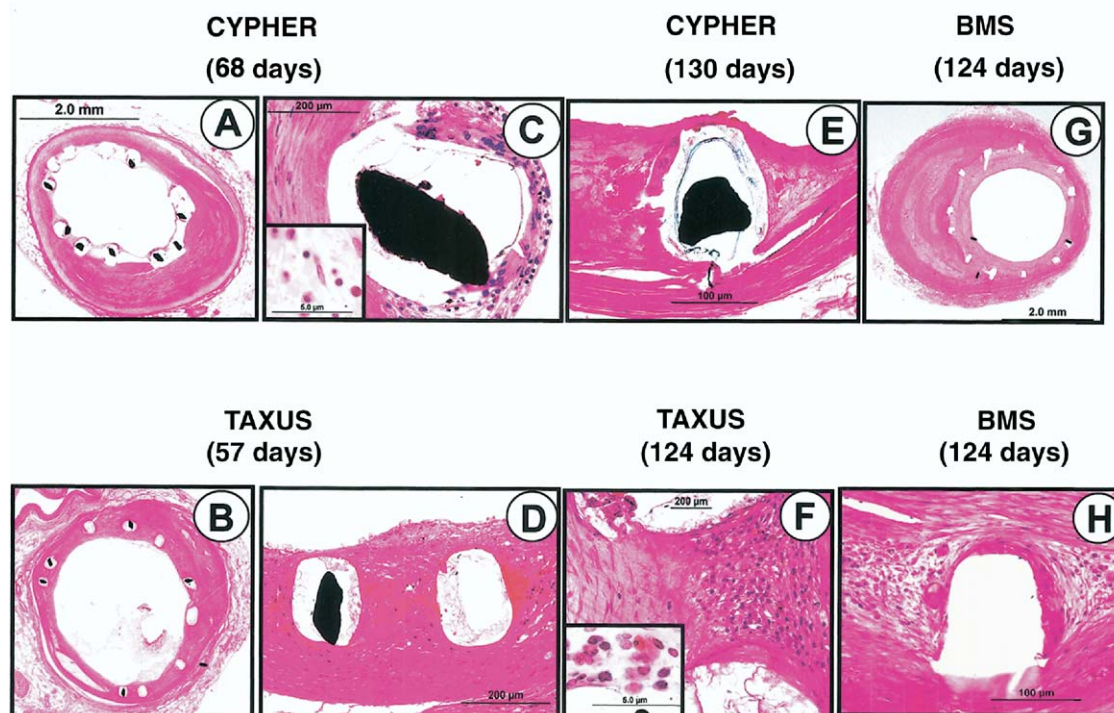 CYPHER
(68 days)
CYPHER
(130 days)
BMS
(124 days)
2.0 mm
A
200 µm
C
5.0 µm
E
100 µm
G
2.0 mm
TAXUS
(57 days)
TAXUS
(124 days)
BMS
(124 days)
B
D
200 µm
200 µm
F
5.0 µm
H
100 µm